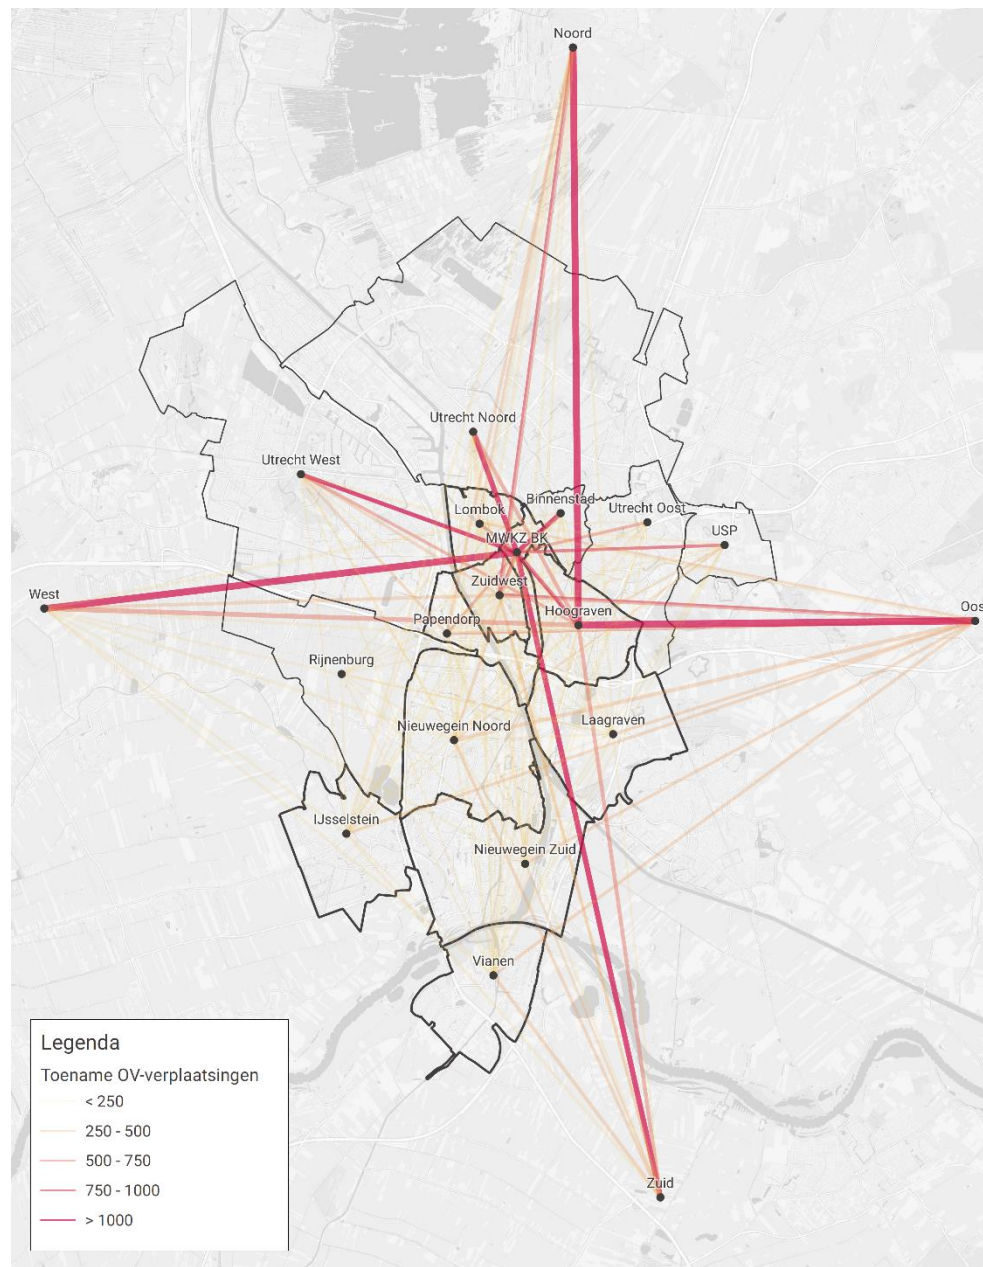 Noord
Utrecht Noord
Utrecht West
Binnenstad
Lombok
Utrecht Oost
MWKZ BK
USP
Zuidwest
West
Hoograven
Oos
Papendorp
Rijnenburg
Nieuwegein Noord
Laagraven
IJsselstein
Nieuwegein Zuid
Vianen
Zuid
Legenda
Toename OV-verplaatsingen
< 250
250 - 500
500 - 750
750 - 1000
> 1000